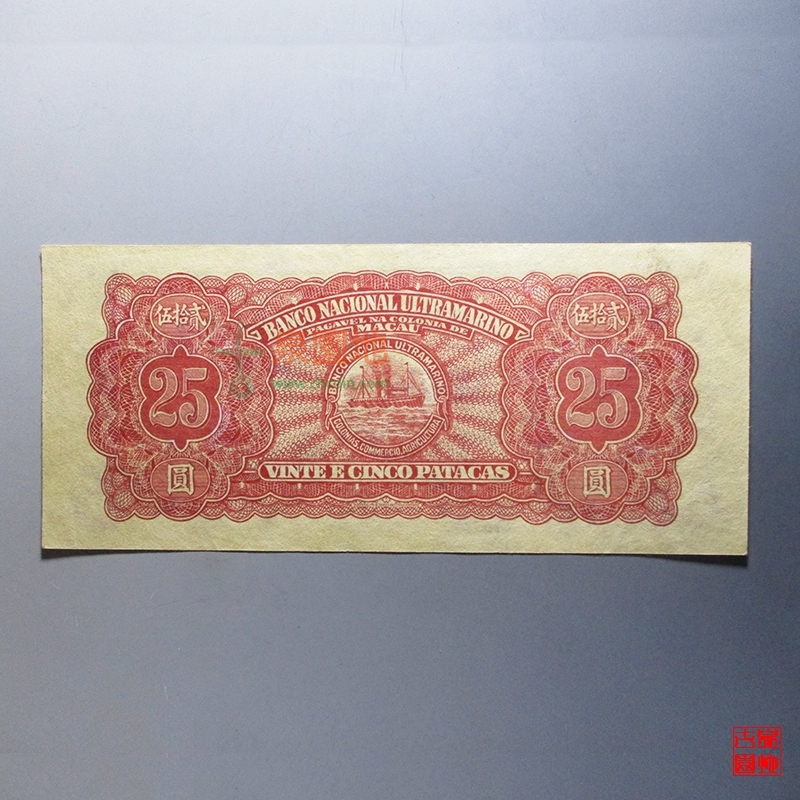 BANCO NACIONAL ULTRAMARINO
PAGAVEL NA COLONIA DE
MACAU
伍拾貳
伍拾貳
25
25
BANCO NACIONAL ULTRAMARINO
COLONIAS, COMMERCIO, AGRICULTURA
圓
圓
VINTE E CINCO PATACAS